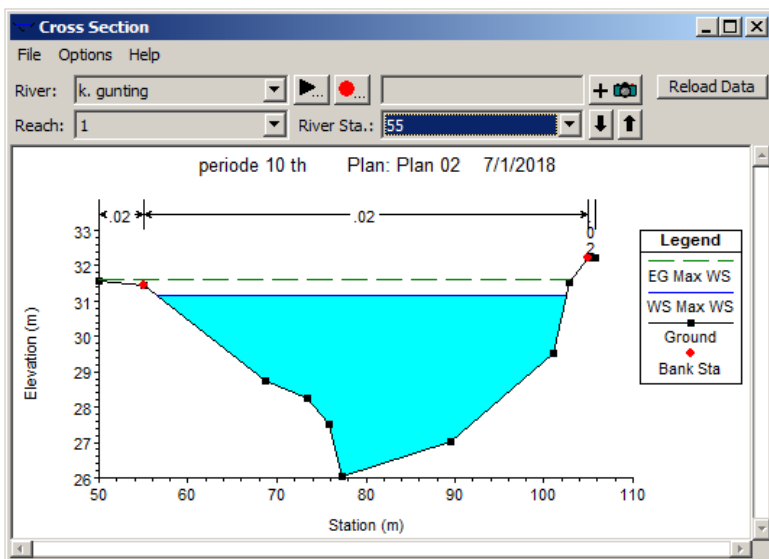 Cross Section
File Options Help
River: k. gunting
Reload Data
Reach: 1 River Sta.: 55
periode 10 th Plan: Plan 02 7/1/2018
.02 .02 .02
33
32
31
30
29
28
27
26
Elevation (m)
50 60 70 80 90 100 110
Station (m)
Legend
EG Max WS
WS Max WS
Ground
Bank Sta